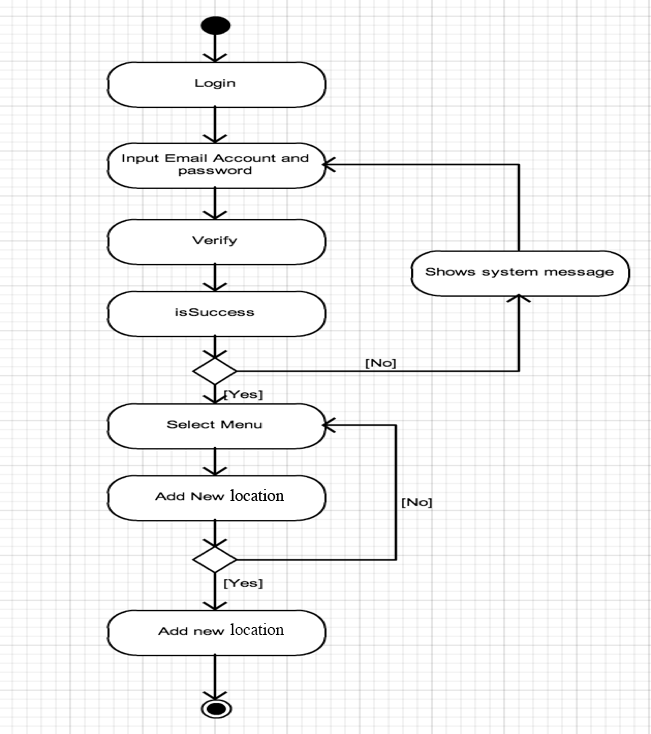 Login
Input Email Account and
password
Verify
Shows system message
isSuccess
[No]
[Yes]
Select Menu
Add New location
[No]
[Yes]
Add new location